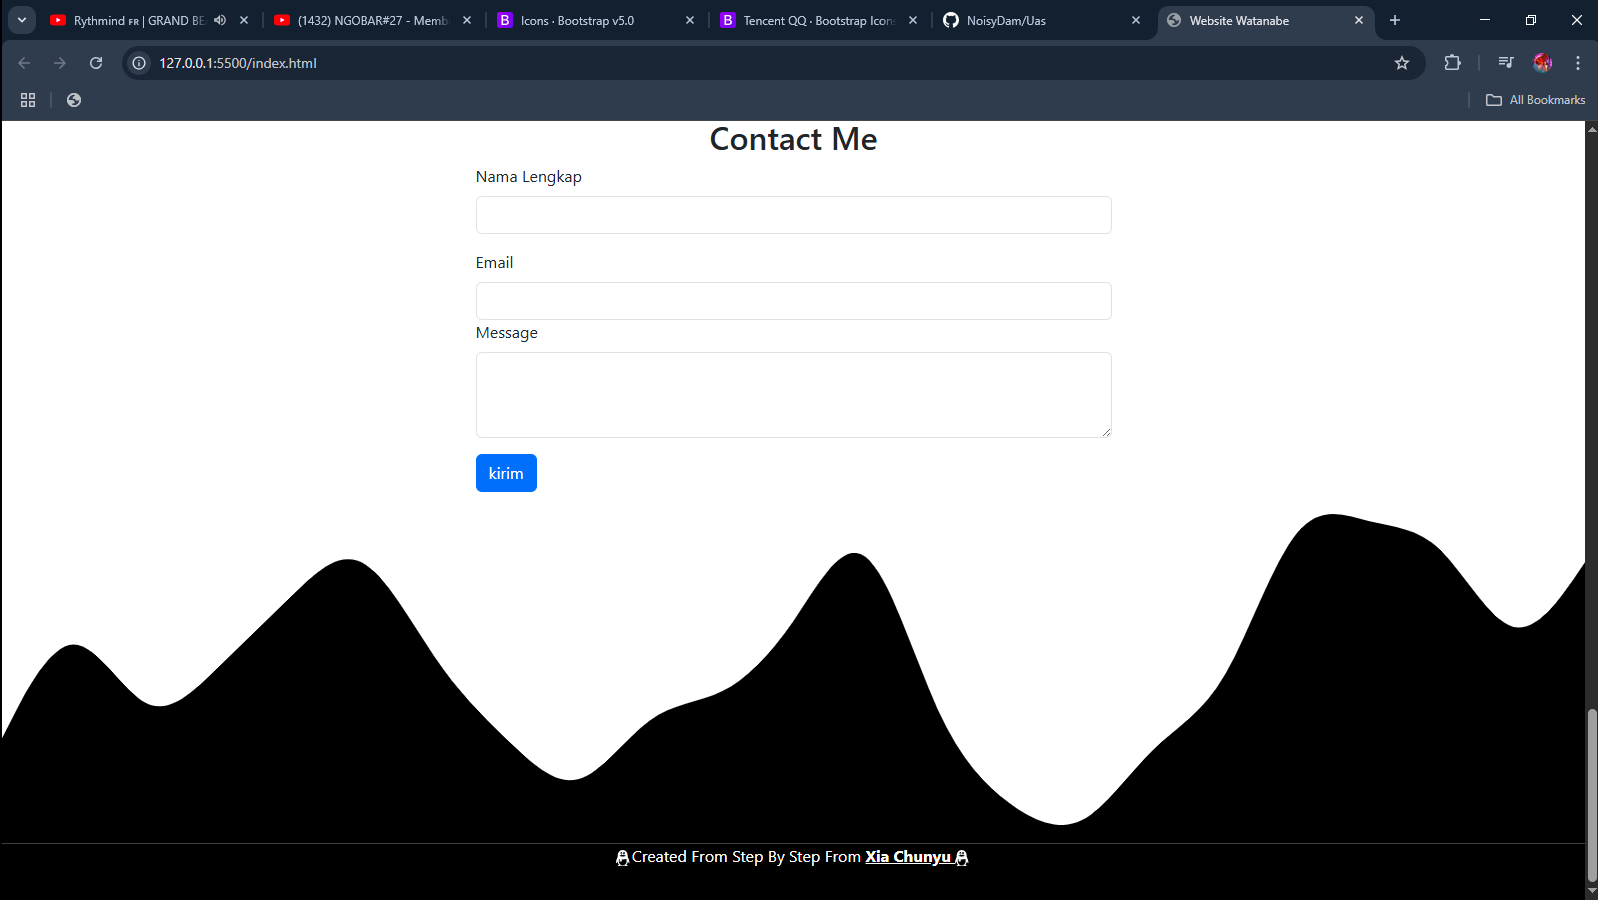 Rythmind ꜰʀ | GRAND BE
(1432) NGOBAR#27 - Memb
Icons · Bootstrap v5.0
Tencent QQ · Bootstrap Icons
NoisyDam/Uas
Website Watanabe
127.0.0.1:5500/index.html
All Bookmarks
Contact Me
Nama Lengkap
Email
Message
kirim
Created From Step By Step From Xia Chunyu